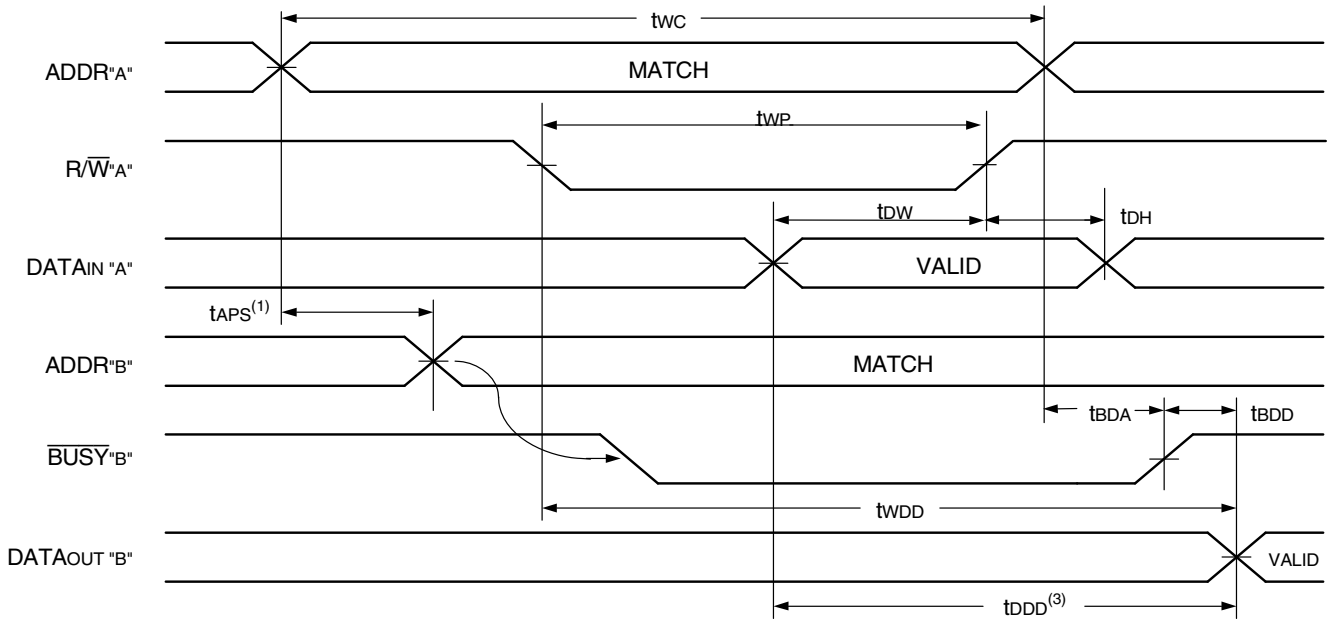 tWC
ADDR"A"
MATCH
tWP
R/W̅"A"
tDW
tDH
DATAIN "A"
VALID
tAPS(1)
ADDR"B"
MATCH
tBDA
tBDD
B̅U̅S̅Y̅"B"
tWDD
DATAOUT "B"
VALID
tDDD(3)